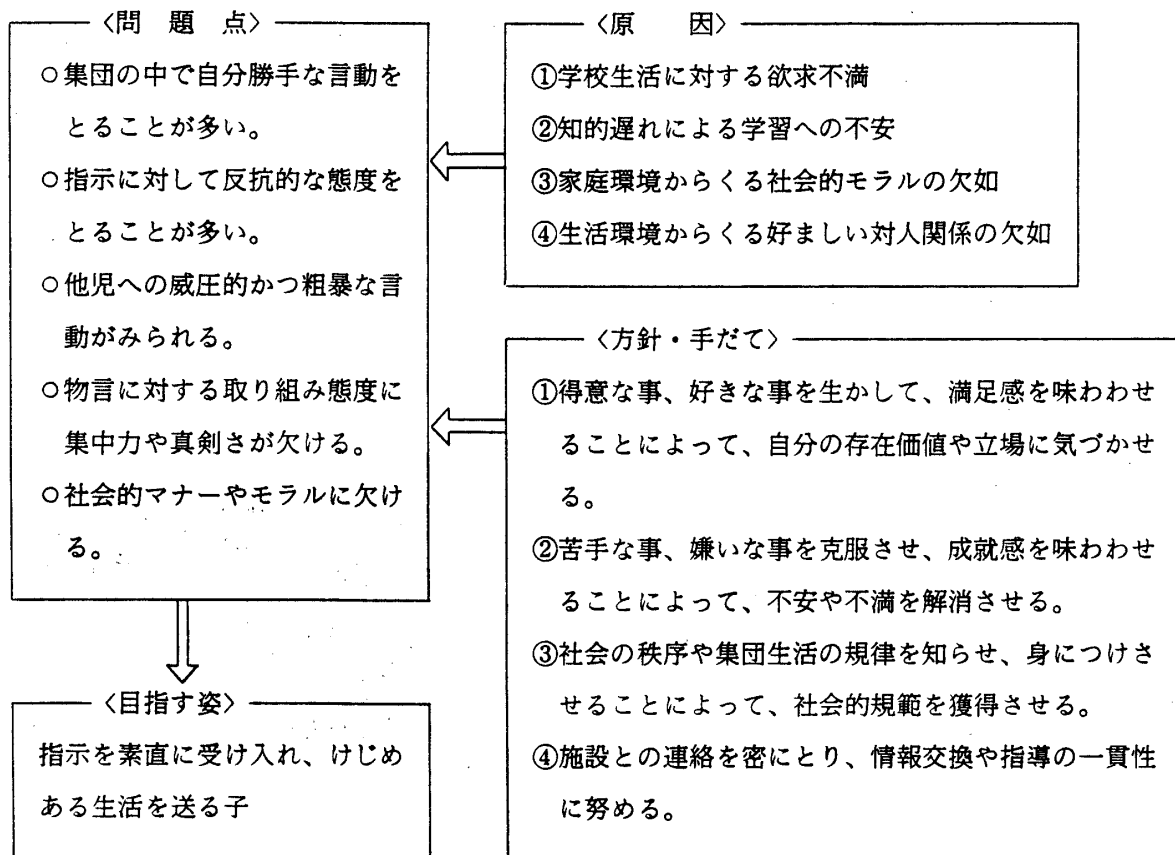 〈問　題　点〉
○集団の中で自分勝手な言動を
とることが多い。
○指示に対して反抗的な態度を
とることが多い。
○他児への威圧的かつ粗暴な言
動がみられる。
○物言に対する取り組み態度に
集中力や真剣さが欠ける。
○社会的マナーやモラルに欠け
る。
〈原　　因〉
①学校生活に対する欲求不満
②知的遅れによる学習への不安
③家庭環境からくる社会的モラルの欠如
④生活環境からくる好ましい対人関係の欠如
〈方針・手だて〉
①得意な事、好きな事を生かして、満足感を味わわせ
ることによって、自分の存在価値や立場に気づかせ
る。
②苦手な事、嫌いな事を克服させ、成就感を味わわせ
ることによって、不安や不満を解消させる。
③社会の秩序や集団生活の規律を知らせ、身につけさ
せることによって、社会的規範を獲得させる。
④施設との連絡を密にとり、情報交換や指導の一貫性
に努める。
〈目指す姿〉
指示を素直に受け入れ、けじめ
ある生活を送る子